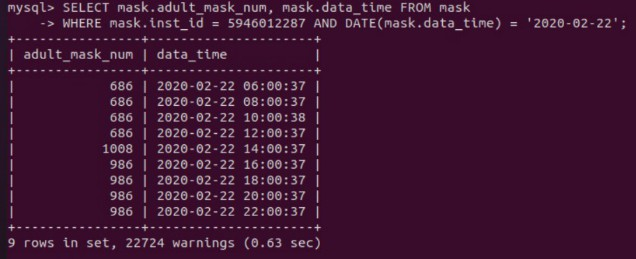 mysql> SELECT mask.adult_mask_num, mask.data_time FROM mask
    -> WHERE mask.inst_id = 5946012287 AND DATE(mask.data_time) = '2020-02-22';
+----------------+---------------------+
| adult_mask_num | data_time           |
+----------------+---------------------+
|            686 | 2020-02-22 06:00:37 |
|            686 | 2020-02-22 08:00:37 |
|            686 | 2020-02-22 10:00:38 |
|            686 | 2020-02-22 12:00:37 |
|           1008 | 2020-02-22 14:00:37 |
|            986 | 2020-02-22 16:00:37 |
|            986 | 2020-02-22 18:00:37 |
|            986 | 2020-02-22 20:00:37 |
|            986 | 2020-02-22 22:00:37 |
+----------------+---------------------+
9 rows in set, 22724 warnings (0.63 sec)